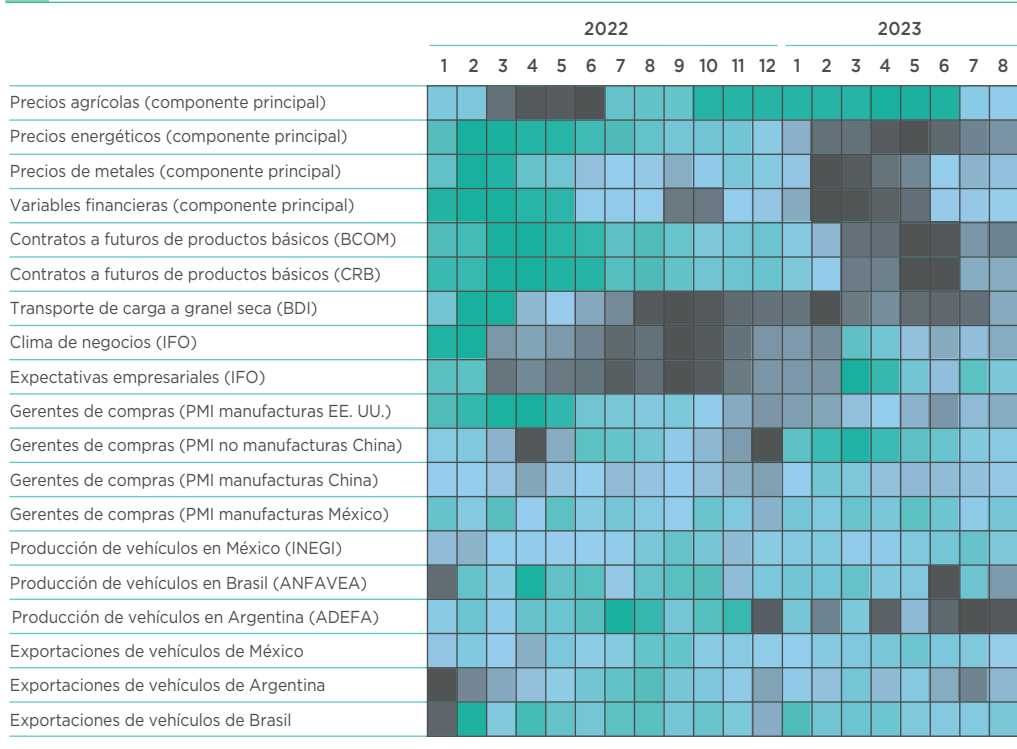 2022 2023
1 2 3 4 5 6 7 8 9 10 11 12 1 2 3 4 5 6 7 8
Precios agrícolas (componente principal)
Precios energéticos (componente principal)
Precios de metales (componente principal)
Variables financieras (componente principal)
Contratos a futuros de productos básicos (BCOM)
Contratos a futuros de productos básicos (CRB)
Transporte de carga a granel seca (BDI)
Clima de negocios (IFO)
Expectativas empresariales (IFO)
Gerentes de compras (PMI manufacturas EE. UU.)
Gerentes de compras (PMI no manufacturas China)
Gerentes de compras (PMI manufacturas China)
Gerentes de compras (PMI manufacturas México)
Producción de vehículos en México (INEGI)
Producción de vehículos en Brasil (ANFAVEA)
Producción de vehículos en Argentina (ADEFA)
Exportaciones de vehículos de México
Exportaciones de vehículos de Argentina
Exportaciones de vehículos de Brasil